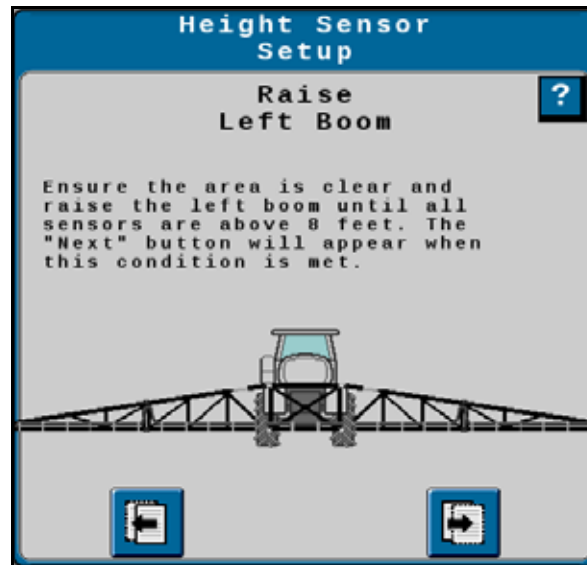 Height Sensor
Setup
Raise
Left Boom
?
Ensure the area is clear and
raise the left boom until all
sensors are above 8 feet. The
"Next" button will appear when
this condition is met.